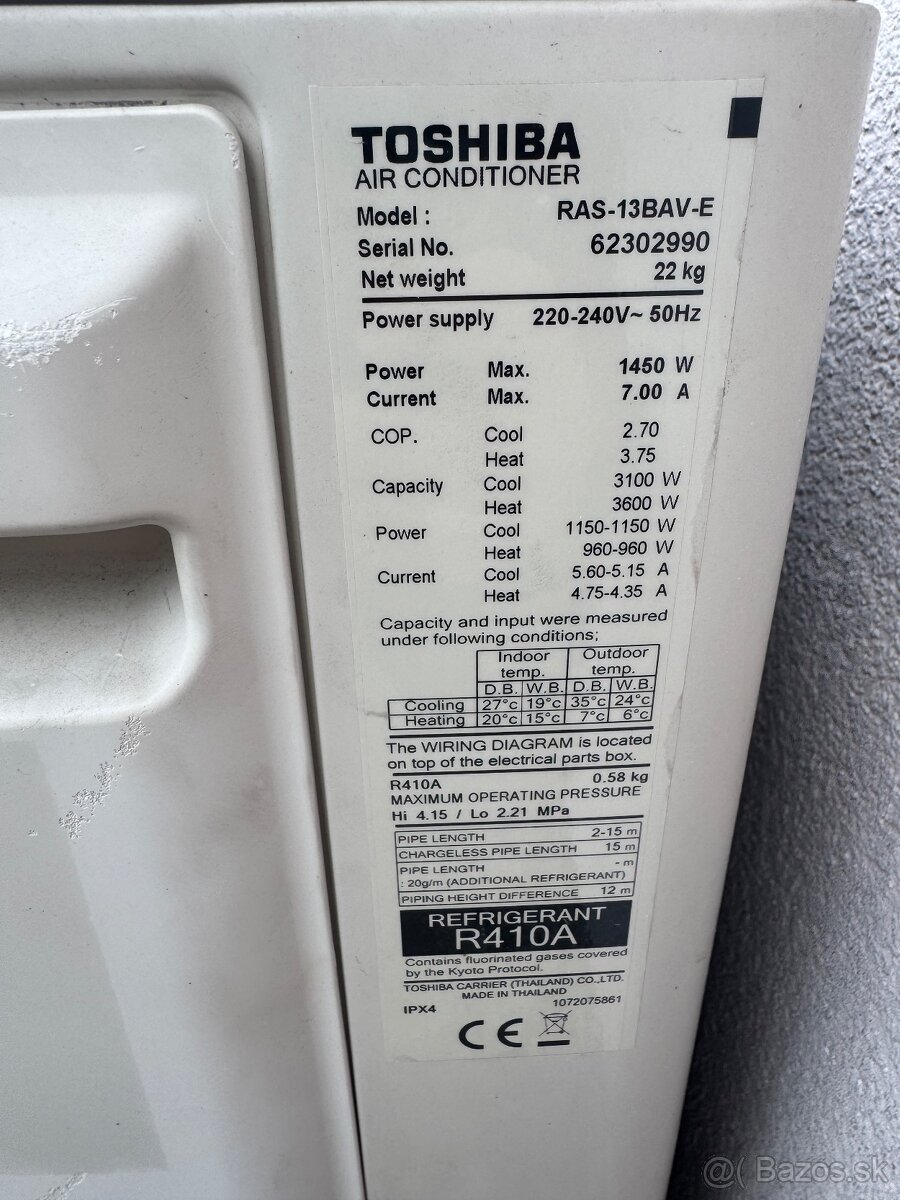 TOSHIBA
AIR CONDITIONER
Model : RAS-13BAV-E
Serial No. 62302990
Net weight 22 kg
Power supply 220-240V~ 50Hz
Power Max. 1450 W
Current Max. 7.00 A
COP. Cool 2.70
Heat 3.75
Capacity Cool 3100 W
Heat 3600 W
Power Cool 1150-1150 W
Heat 960-960 W
Current Cool 5.60-5.15 A
Heat 4.75-4.35 A
Capacity and input were measured
under following conditions;
Indoor temp. Outdoor temp.
D.B. W.B. D.B. W.B.
Cooling 27°c 19°c 35°c 24°c
Heating 20°c 15°c 7°c 6°c
The WIRING DIAGRAM is located
on top of the electrical parts box.
R410A 0.58 kg
MAXIMUM OPERATING PRESSURE
Hi 4.15 / Lo 2.21 MPa
PIPE LENGTH 2-15 m
CHARGELESS PIPE LENGTH 15 m
PIPE LENGTH - m
: 20g/m (ADDITIONAL REFRIGERANT)
PIPING HEIGHT DIFFERENCE 12 m
REFRIGERANT
R410A
Contains fluorinated gases covered
by the Kyoto Protocol.
TOSHIBA CARRIER (THAILAND) CO.,LTD.
MADE IN THAILAND
IPX4 1072075861
CE
@( Bazos.sk